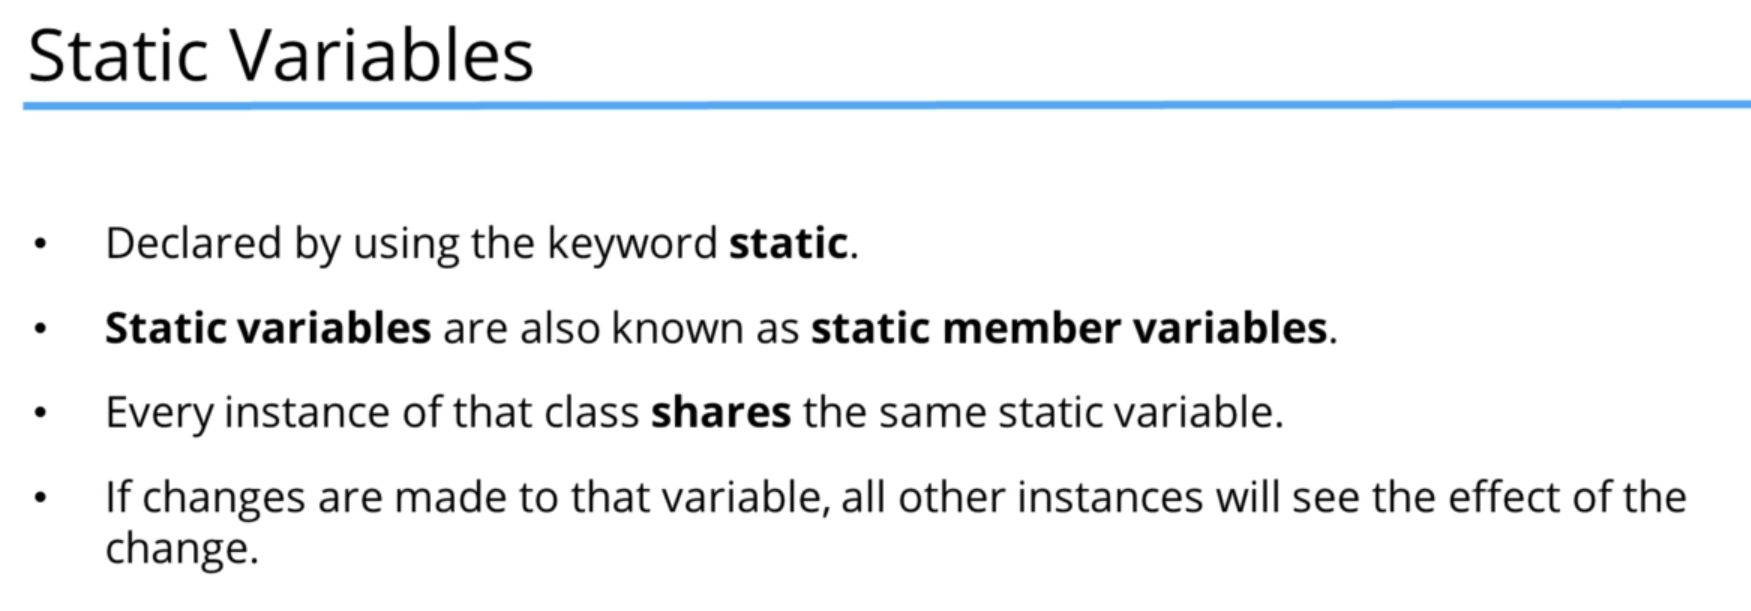 Static Variables
• Declared by using the keyword static.
• Static variables are also known as static member variables.
• Every instance of that class shares the same static variable.
• If changes are made to that variable, all other instances will see the effect of the
change.